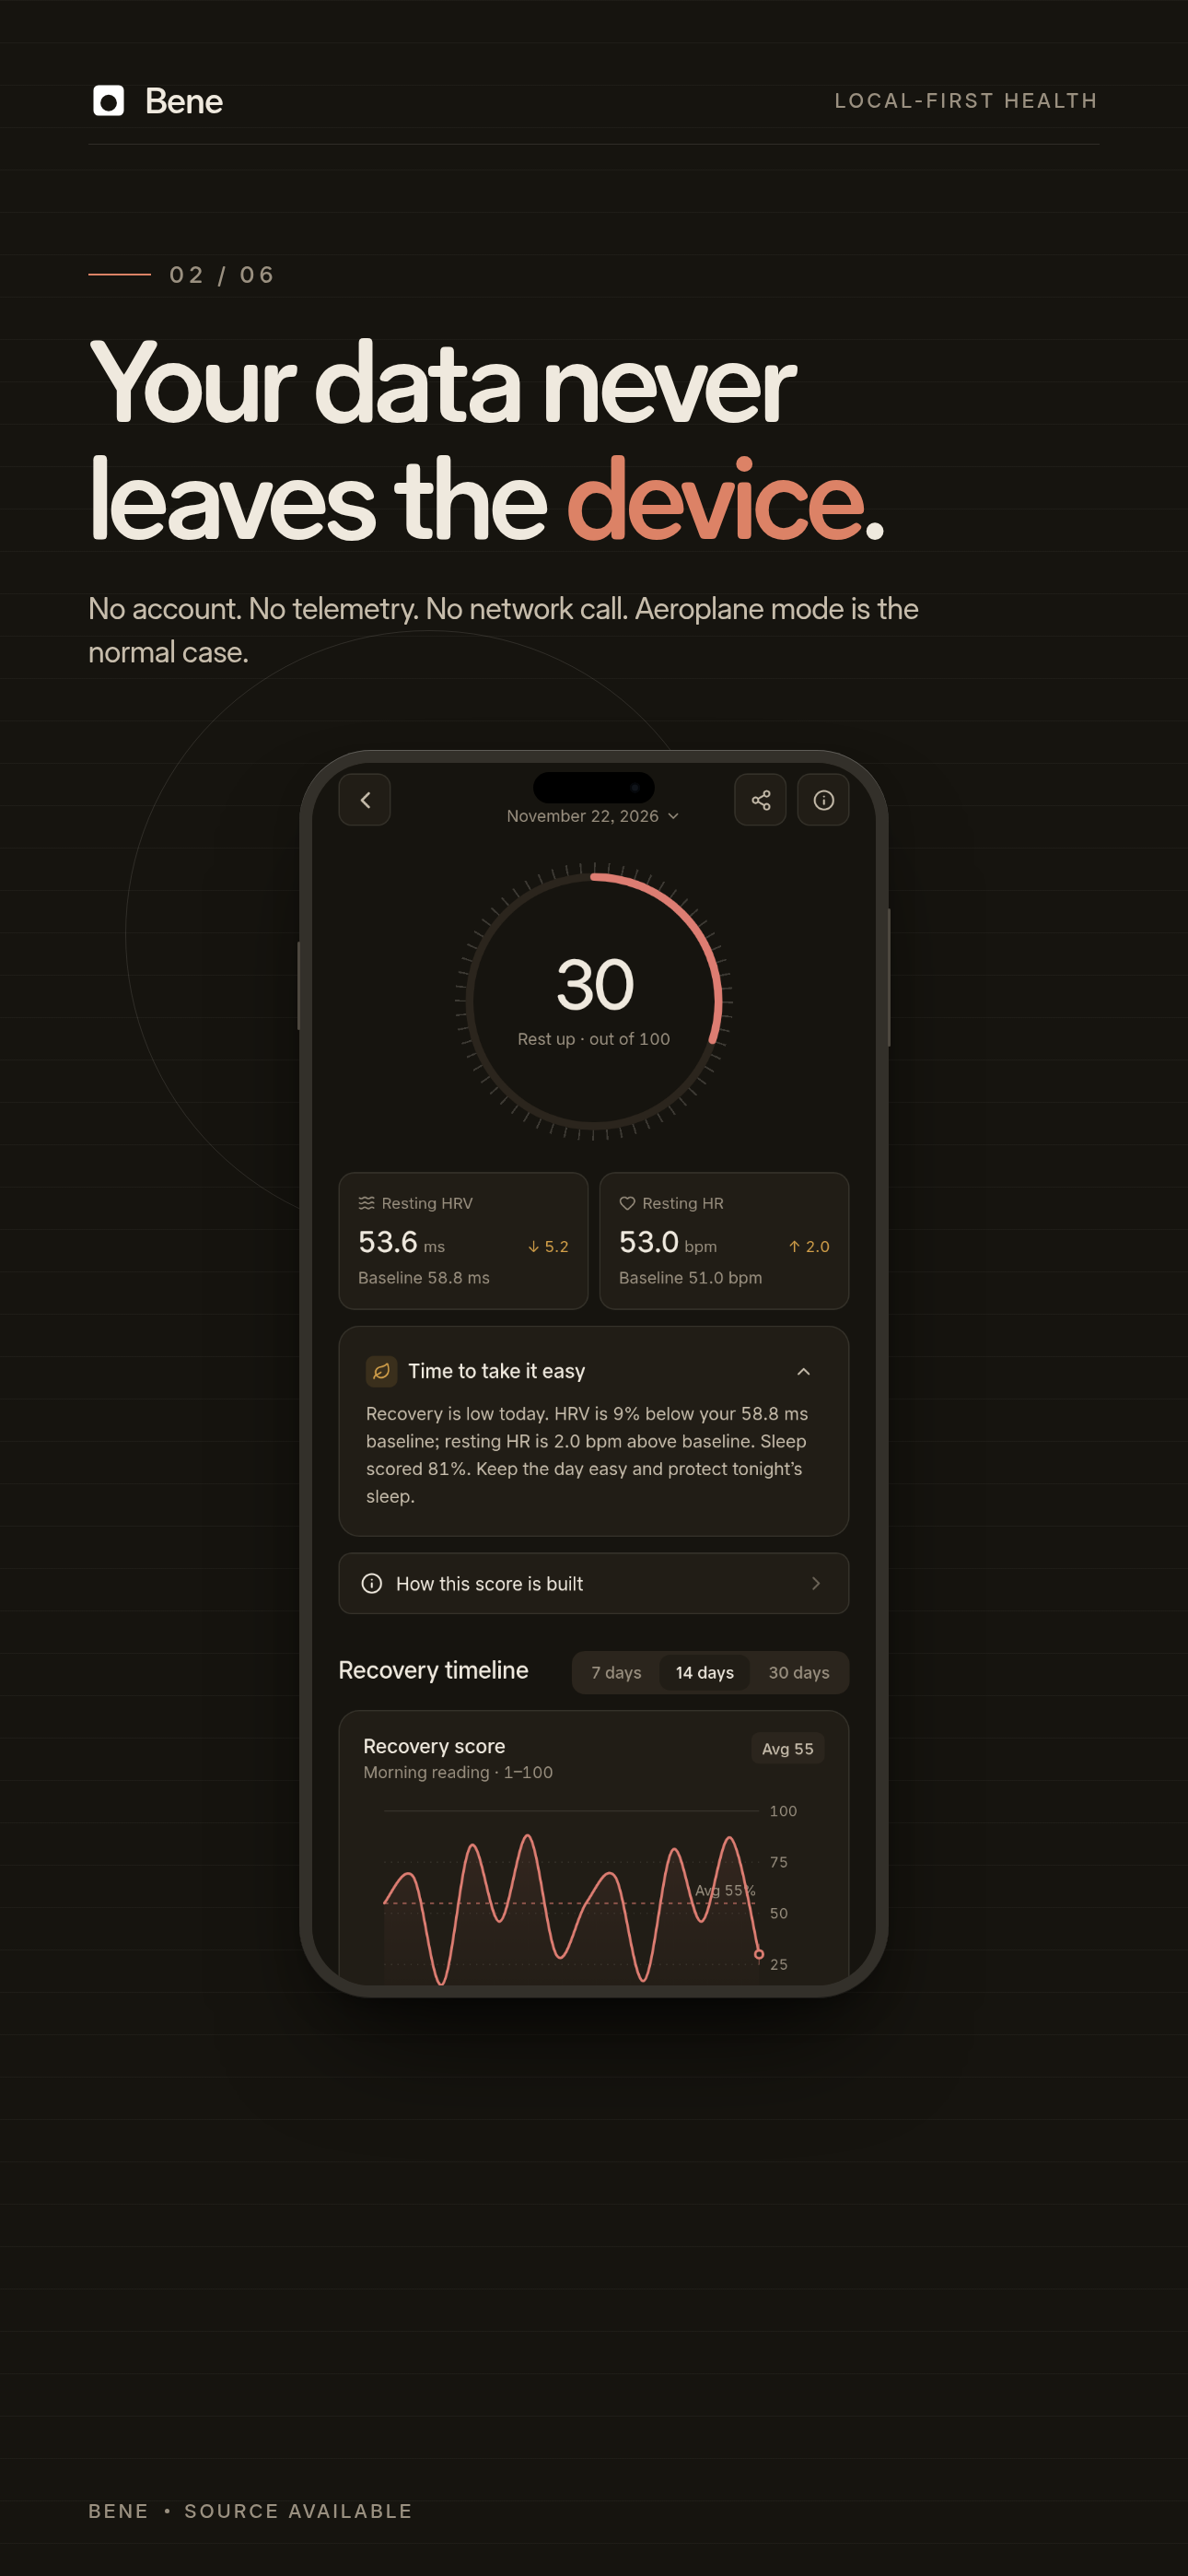 Bene
LOCAL-FIRST HEALTH
02 / 06
Your data never
leaves the device.
No account. No telemetry. No network call. Aeroplane mode is the
normal case.
November 22, 2026
30
Rest up · out of 100
Resting HRV
53.6 ms
↓ 5.2
Baseline 58.8 ms
Resting HR
53.0 bpm
↑ 2.0
Baseline 51.0 bpm
Time to take it easy
Recovery is low today. HRV is 9% below your 58.8 ms
baseline; resting HR is 2.0 bpm above baseline. Sleep
scored 81%. Keep the day easy and protect tonight’s
sleep.
How this score is built
Recovery timeline
7 days
14 days
30 days
Recovery score
Avg 55
Morning reading · 1–100
100
75
Avg 55%
50
25
BENE • SOURCE AVAILABLE